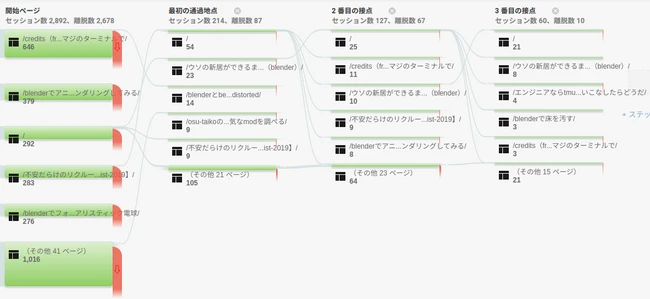 開始ページ
セッション数 2,892、離脱数 2,678
/credits（fr...マジのターミナルで/
646
/blenderでアニ...ンダリングしてみる/
379
/
292
/不窓だらけのリクルー...ist-2019】/
283
/blenderでフォ...アリスティック電球/
276
（その他 41 ページ）
1,016
最初の通過地点
セッション数 214、離脱数 87
/
54
/ウソの新居ができるま...（blender）/
23
/blenderとbe...distorted/
14
/osu-taikoの...気なmodを調べる/
9
/不窓だらけのリクルー...ist-2019】/
9
（その他 21 ページ）
105
2 番目の接点
セッション数 127、離脱数 67
/
25
/credits（fr...マジのターミナルで/
11
/ウソの新居ができるま...（blender）/
10
/不窓だらけのリクルー...ist-2019】/
9
/blenderでアニ...ンダリングしてみる/
8
（その他 23 ページ）
64
3 番目の接点
セッション数 60、離脱数 10
/
21
/ウソの新居ができるま...（blender）/
8
/エンジニアならtmu...いこなしたらどうだ/
4
/blenderで床を汚す/
3
/credits（fr...マジのターミナルで/
3
（その他 15 ページ）
21
+ ステッ